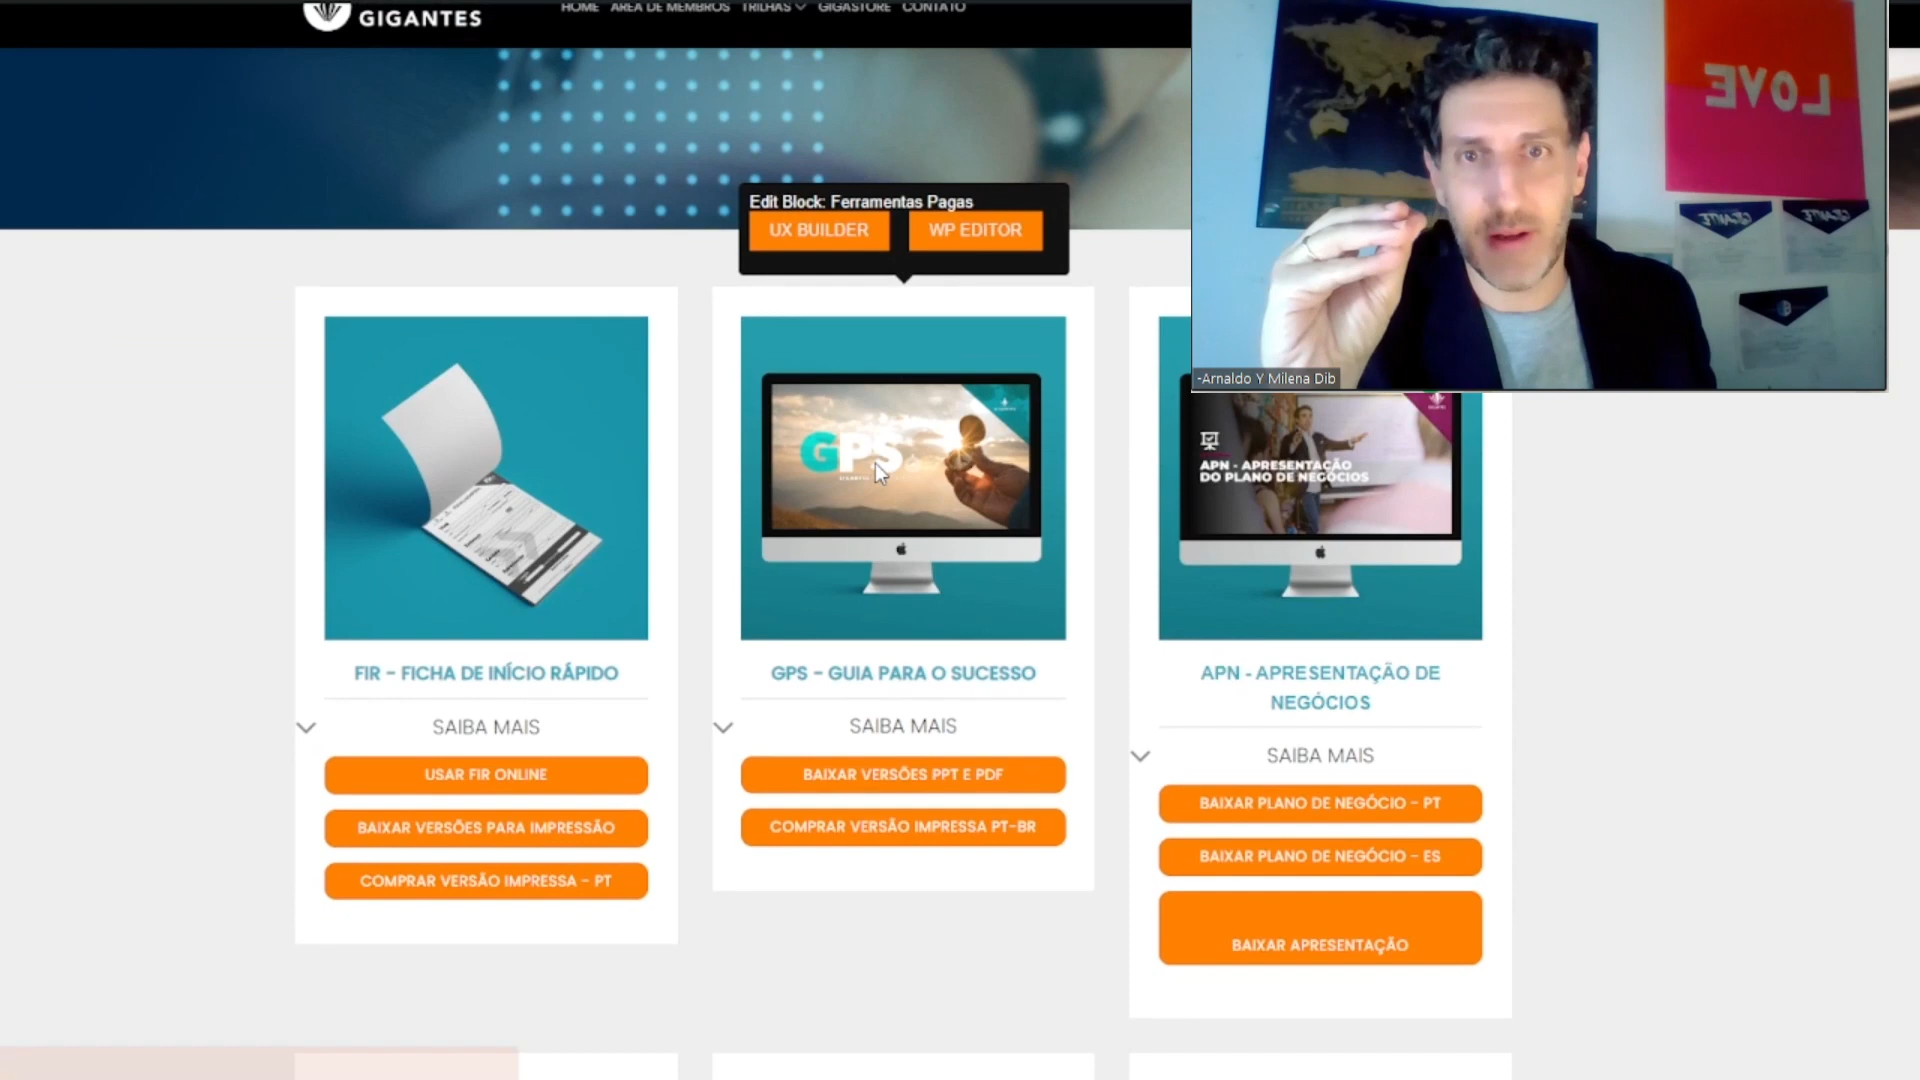 GIGANTES
HOME ÁREA DE MEMBROS TRILHAS GIGASTORE CONTATO
LOVE
-Arnaldo Y Milena Dib
Edit Block: Ferramentas Pagas
UX BUILDER WP EDITOR
GPS
APN - APRESENTAÇÃO
DO PLANO DE NEGÓCIOS
FIR – FICHA DE INÍCIO RÁPIDO
SAIBA MAIS
USAR FIR ONLINE
BAIXAR VERSÕES PARA IMPRESSÃO
COMPRAR VERSÃO IMPRESSA – PT
GPS – GUIA PARA O SUCESSO
SAIBA MAIS
BAIXAR VERSÕES PPT E PDF
COMPRAR VERSÃO IMPRESSA PT-BR
APN - APRESENTAÇÃO DE
NEGÓCIOS
SAIBA MAIS
BAIXAR PLANO DE NEGÓCIO – PT
BAIXAR PLANO DE NEGÓCIO – ES
BAIXAR APRESENTAÇÃO